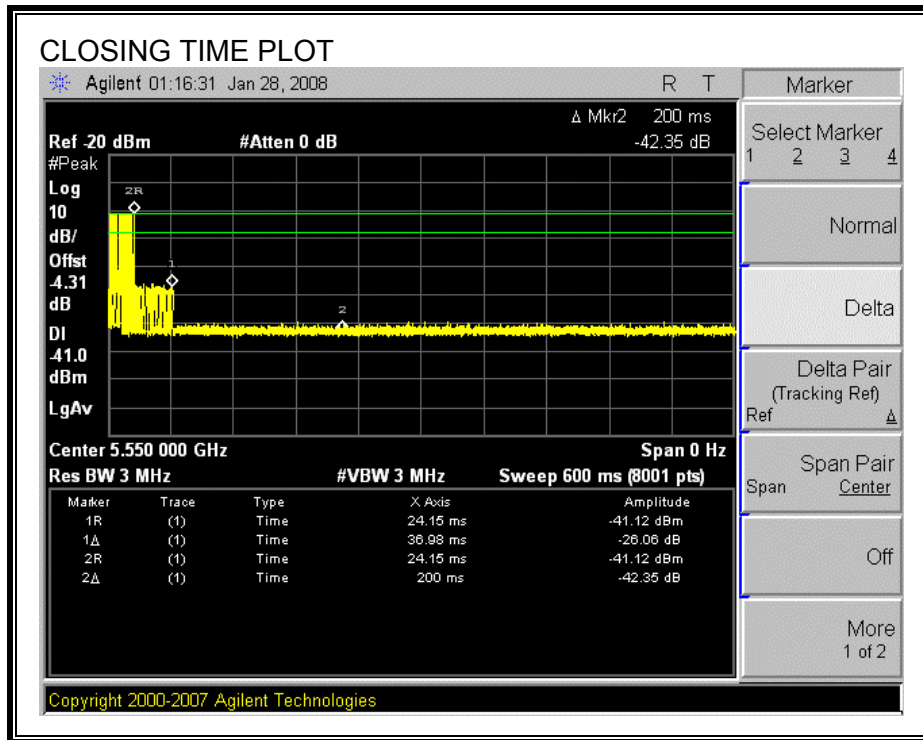 CLOSING TIME PLOT
Agilent 01:16:31 Jan 28, 2008 R T
Δ Mkr2 200 ms
Ref -20 dBm #Atten 0 dB -42.35 dB
#Peak
Log
10
dB/
Offst
-4.31
dB
DI
-41.0
dBm
LgAv
2R
1
2
Center 5.550 000 GHz Span 0 Hz
Res BW 3 MHz #VBW 3 MHz Sweep 600 ms (8001 pts)
Marker Trace Type X Axis Amplitude
1R (1) Time 24.15 ms -41.12 dBm
1Δ (1) Time 36.98 ms -26.06 dB
2R (1) Time 24.15 ms -41.12 dBm
2Δ (1) Time 200 ms -42.35 dB
Copyright 2000-2007 Agilent Technologies
Marker
Select Marker
1 2 3 4
Normal
Delta
Delta Pair
(Tracking Ref)
Ref Δ
Span Pair
Span Center
Off
More
1 of 2